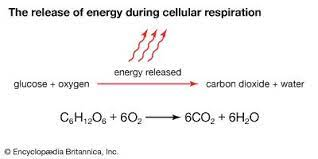 The release of energy during cellular respiration
energy released
glucose + oxygen → carbon dioxide + water
C₆H₁₂O₆ + 6O₂ → 6CO₂ + 6H₂O
© Encyclopædia Britannica, Inc.